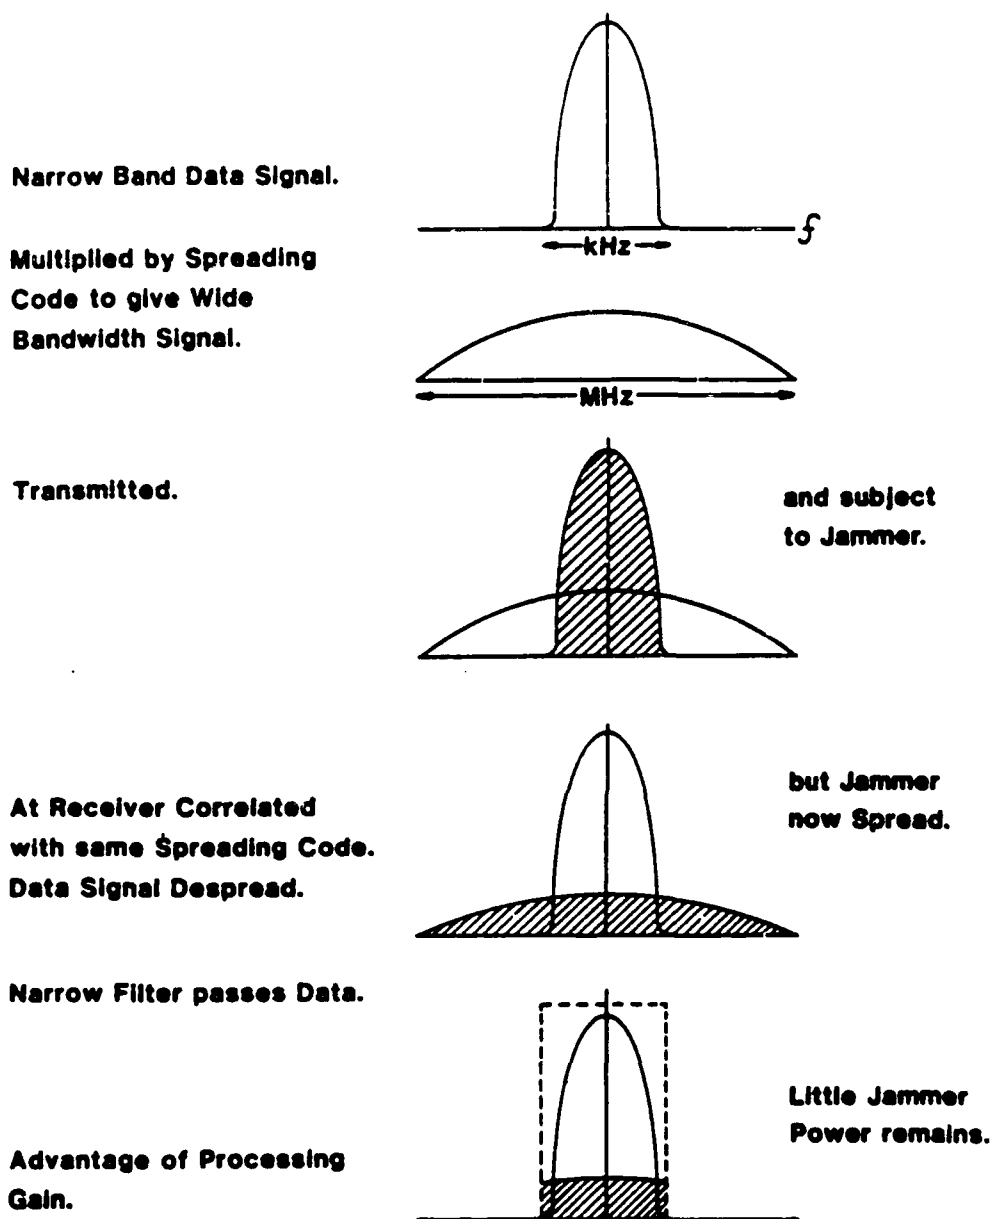 Narrow Band Data Signal.
f
kHz
Multiplied by Spreading
Code to give Wide
Bandwidth Signal.
MHz
Transmitted.
and subject
to Jammer.
At Receiver Correlated
with same Spreading Code.
Data Signal Despread.
but Jammer
now Spread.
Narrow Filter passes Data.
Little Jammer
Power remains.
Advantage of Processing
Gain.